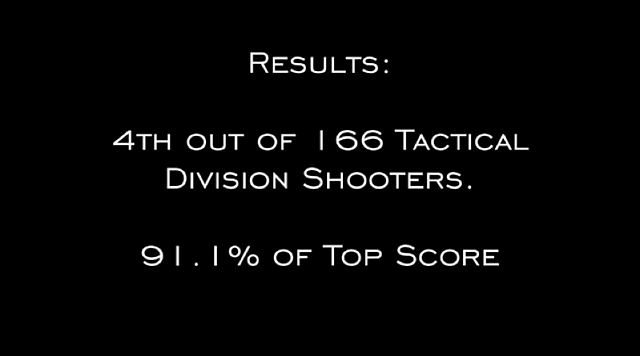 Results:
4th out of 166 Tactical
Division Shooters.
91.1% of Top Score